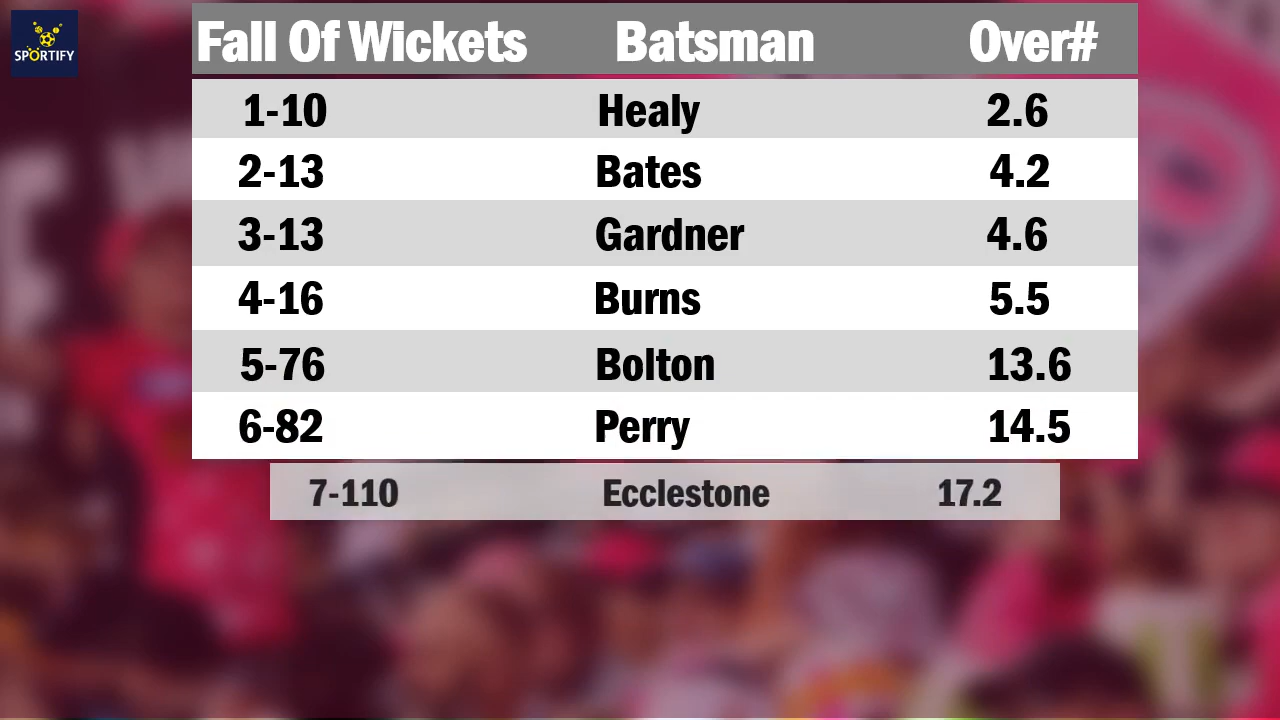 SPORTIFY
Fall Of Wickets Batsman Over#
1-10 Healy 2.6
2-13 Bates 4.2
3-13 Gardner 4.6
4-16 Burns 5.5
5-76 Bolton 13.6
6-82 Perry 14.5
7-110 Ecclestone 17.2